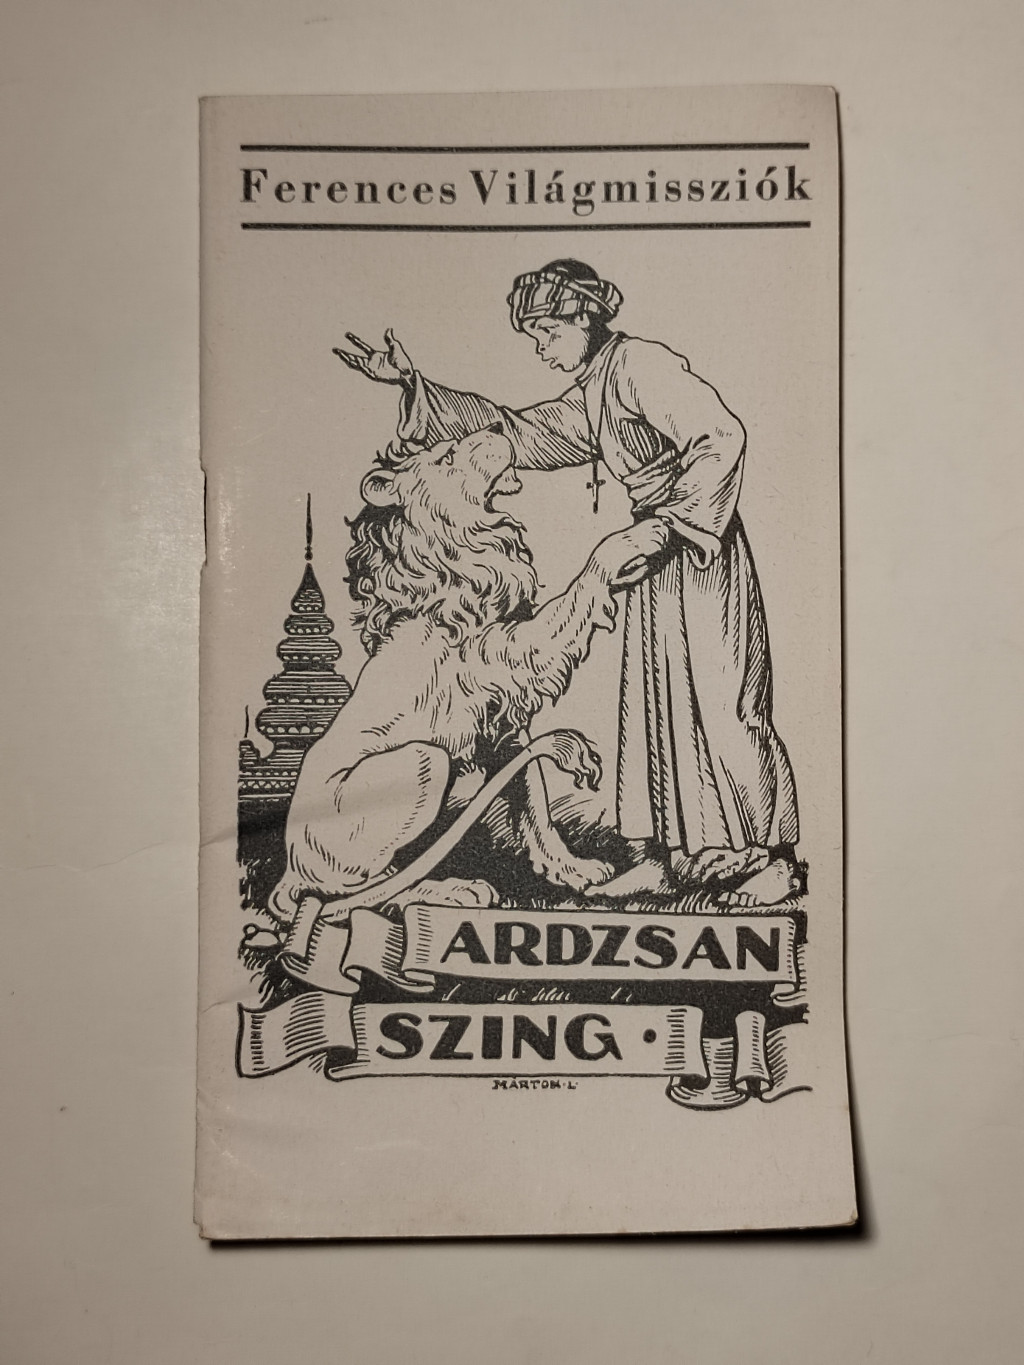 Ferences Világmissziók
ARDZSAN
SZING •
MÁRTON. L.